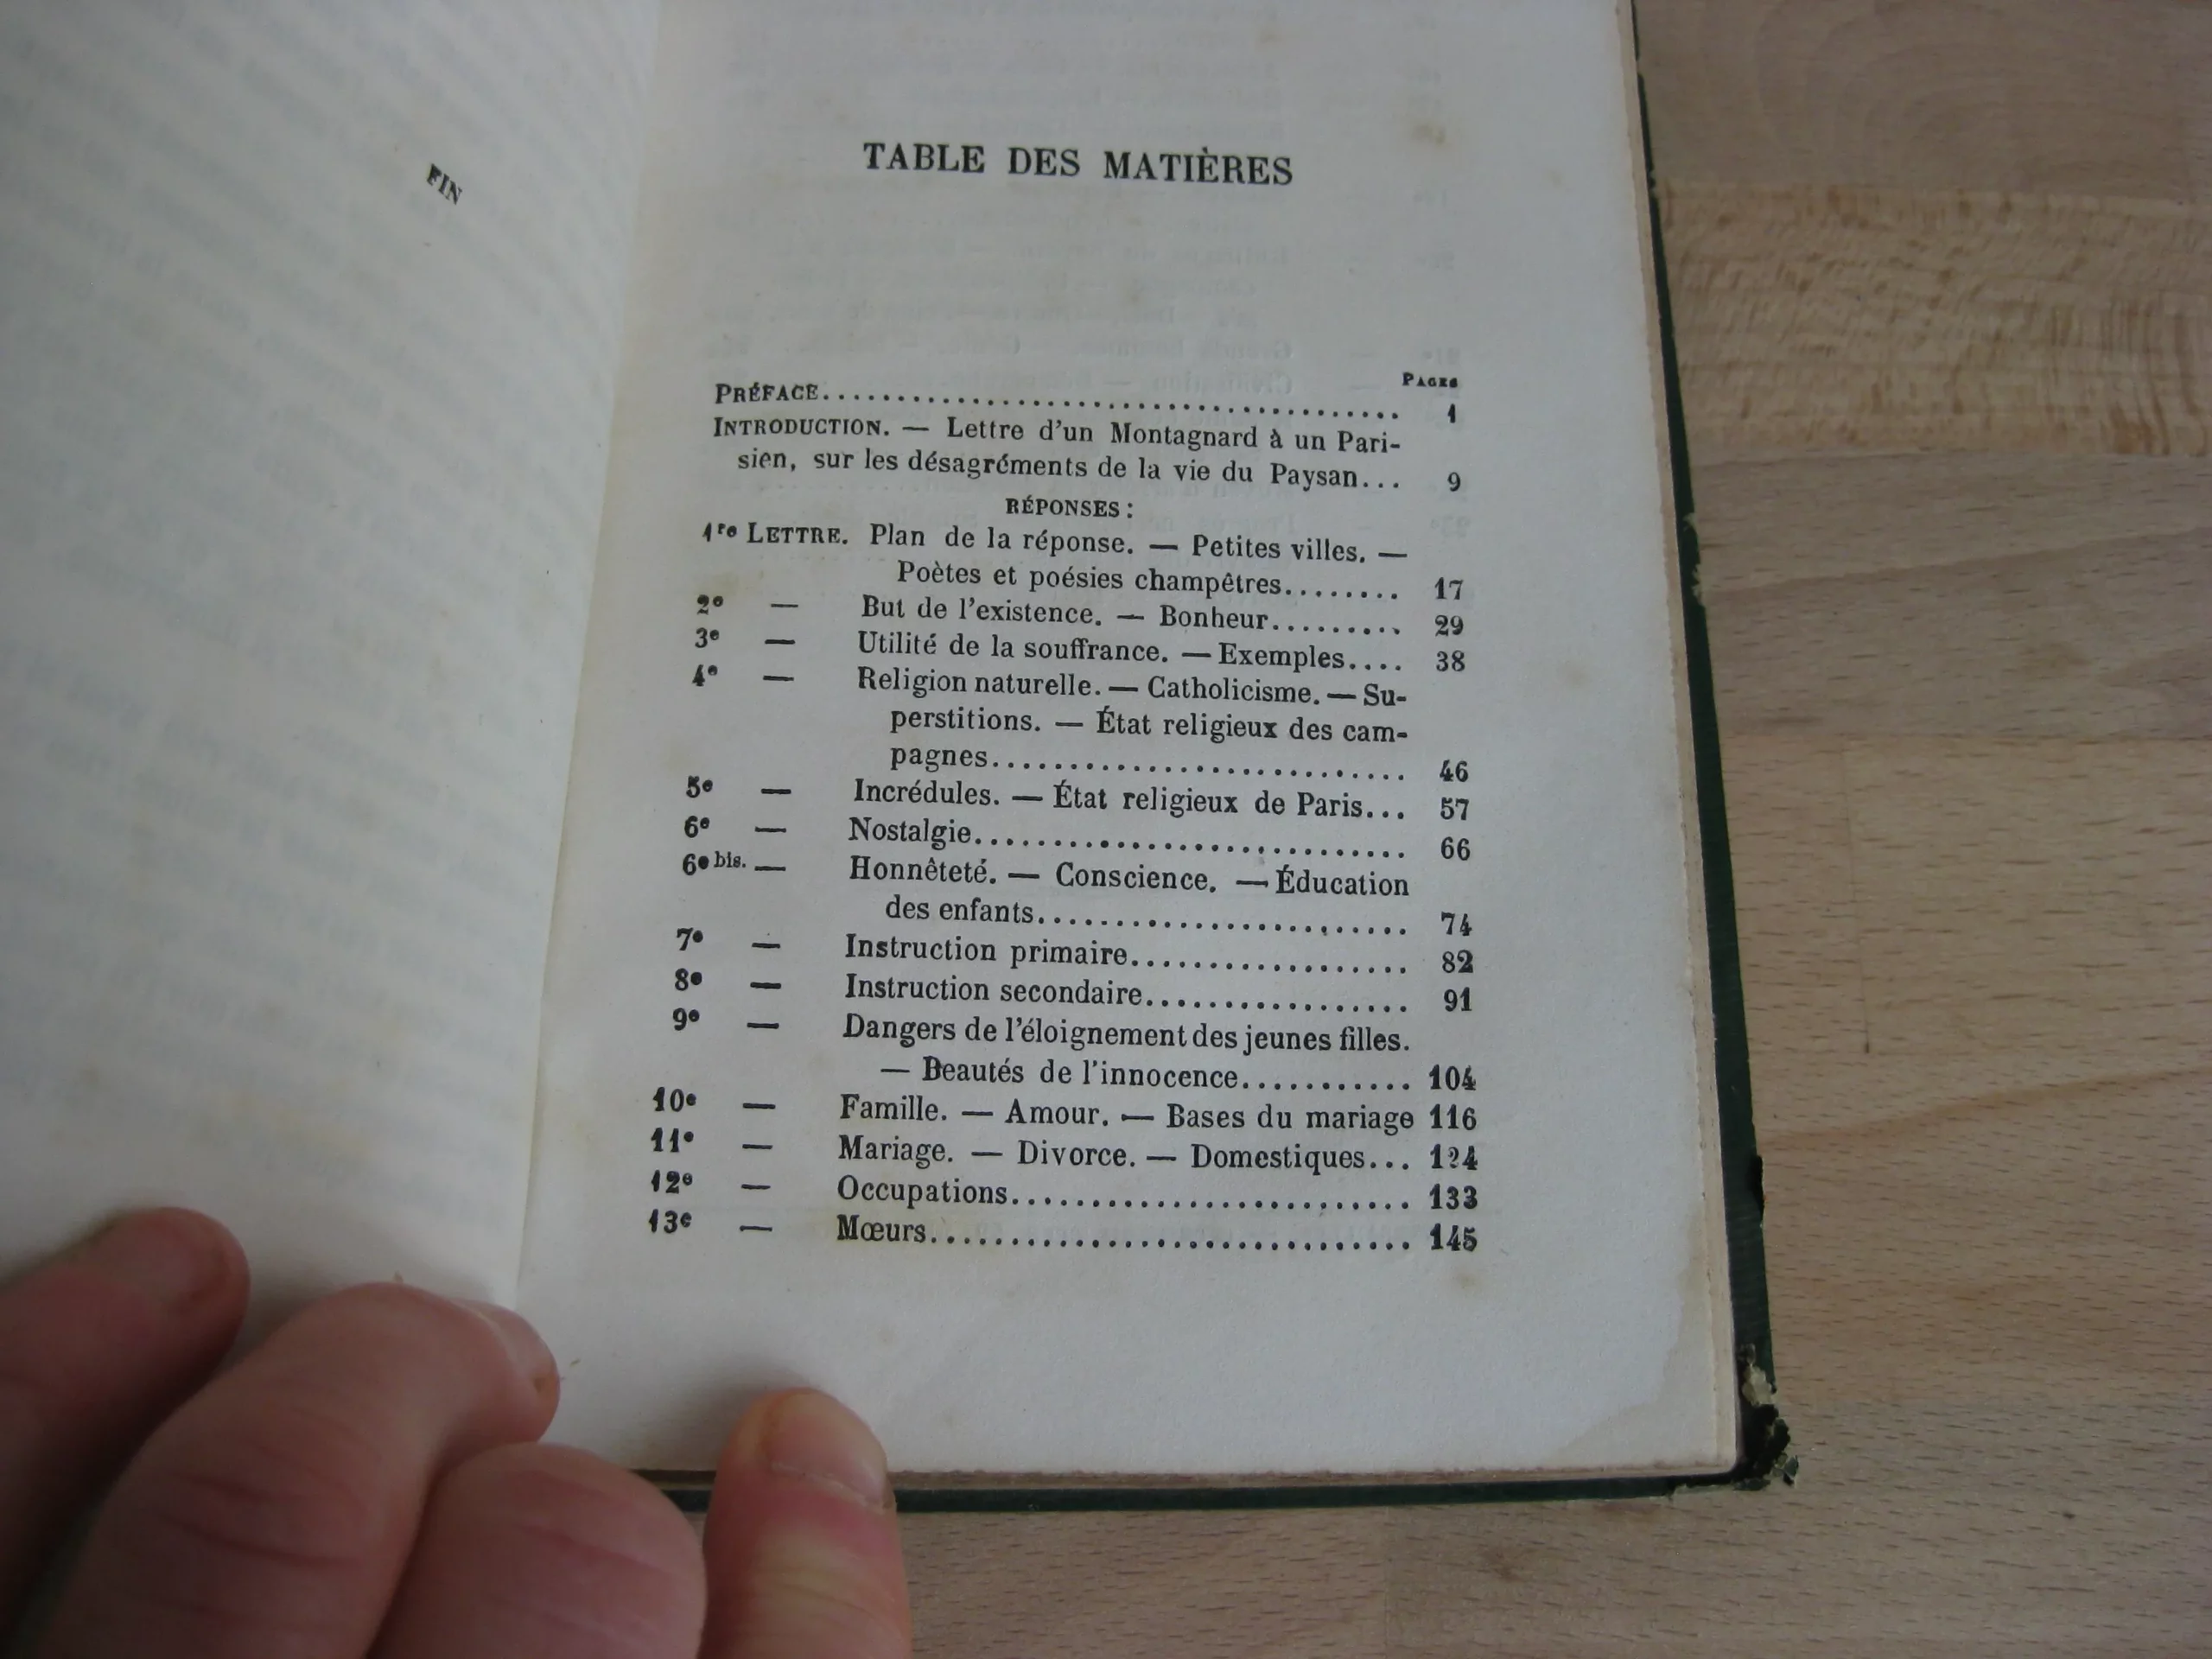 FIN
TABLE DES MATIÈRES
PAGES
PRÉFACE........................................ 1
INTRODUCTION. — Lettre d'un Montagnard à un Pari-
sien, sur les désagréments de la vie du Paysan... 9
RÉPONSES:
1re LETTRE. Plan de la réponse. — Petites villes. —
Poètes et poésies champêtres........ 17
2e — But de l'existence. — Bonheur......... 29
3e — Utilité de la souffrance. — Exemples.... 38
4e — Religion naturelle. — Catholicisme. — Su-
perstitions. — État religieux des cam-
pagnes........................... 46
5e — Incrédules. — État religieux de Paris... 57
6e — Nostalgie............................ 66
6e bis. — Honnêteté. — Conscience. — Éducation
des enfants........................ 74
7e — Instruction primaire.................. 82
8e — Instruction secondaire................. 91
9e — Dangers de l'éloignement des jeunes filles.
— Beautés de l'innocence........... 104
10e — Famille. — Amour. — Bases du mariage 116
11e — Mariage. — Divorce. — Domestiques... 124
12e — Occupations......................... 133
13e — Mœurs.............................. 145